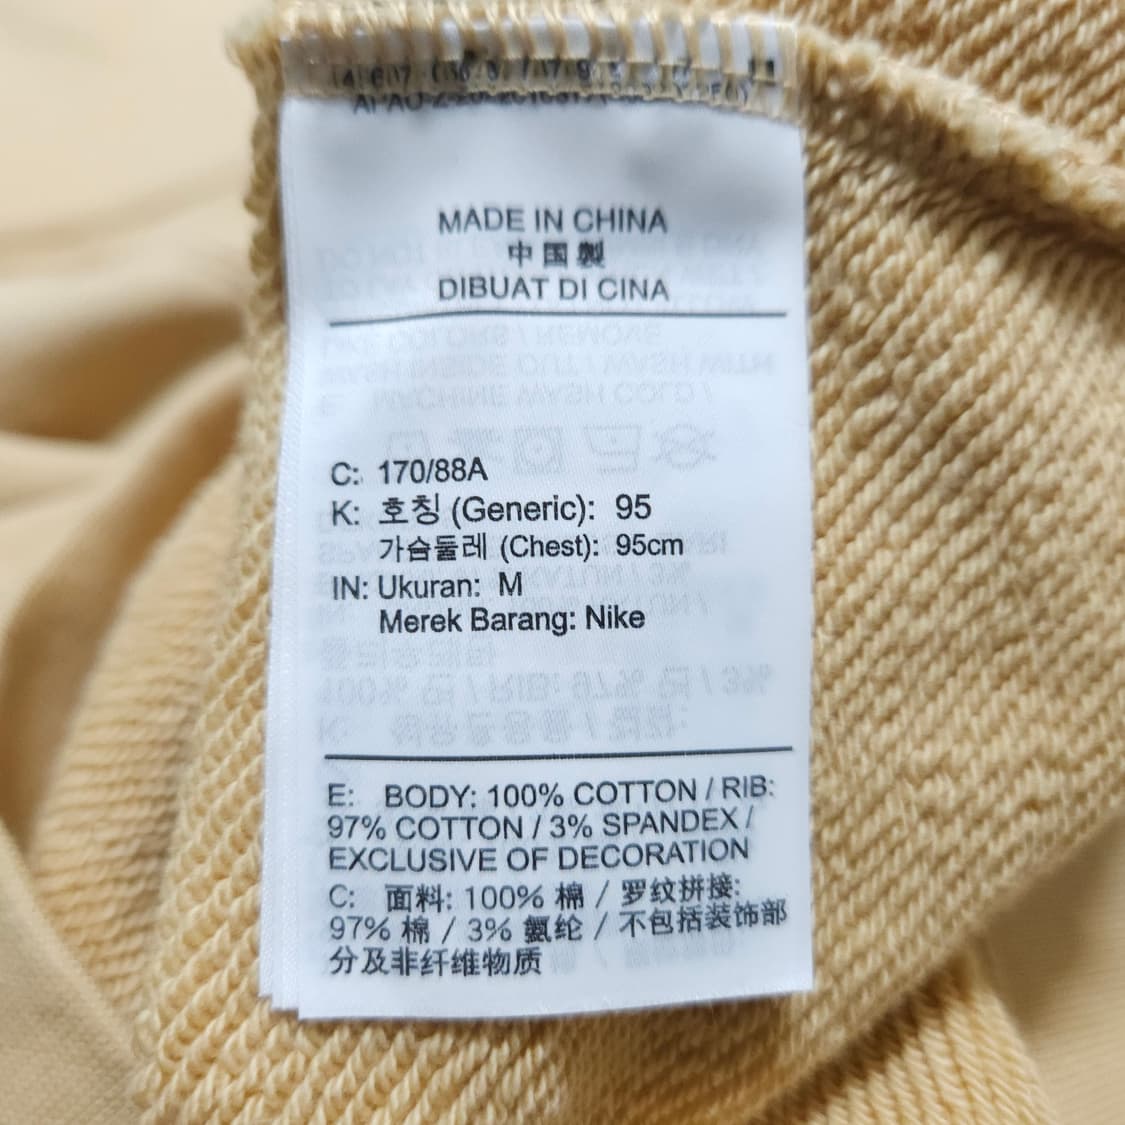 MADE IN CHINA
中国製
DIBUAT DI CINA
C: 170/88A
K: 호칭 (Generic): 95
가슴둘레 (Chest): 95cm
IN: Ukuran: M
Merek Barang: Nike
E: BODY: 100% COTTON / RIB:
97% COTTON / 3% SPANDEX /
EXCLUSIVE OF DECORATION
C: 面料: 100% 棉 / 罗纹拼接:
97% 棉 / 3% 氨纶 / 不包括装饰部
分及非纤维物质